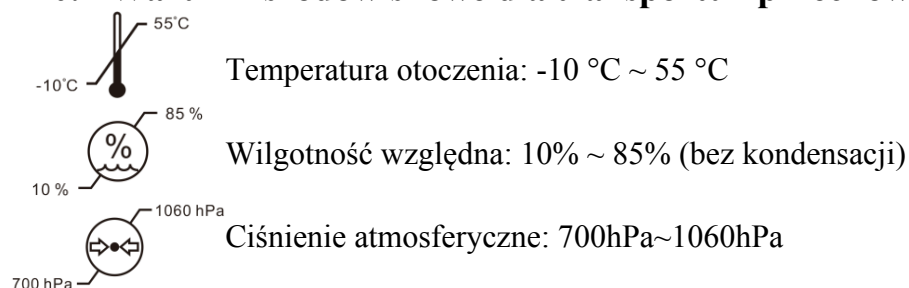 55°C
-10°C
Temperatura otoczenia: -10 °C ~ 55 °C
85 %
%
10 %
Wilgotność względna: 10% ~ 85% (bez kondensacji)
1060 hPa
700 hPa
Ciśnienie atmosferyczne: 700hPa~1060hPa